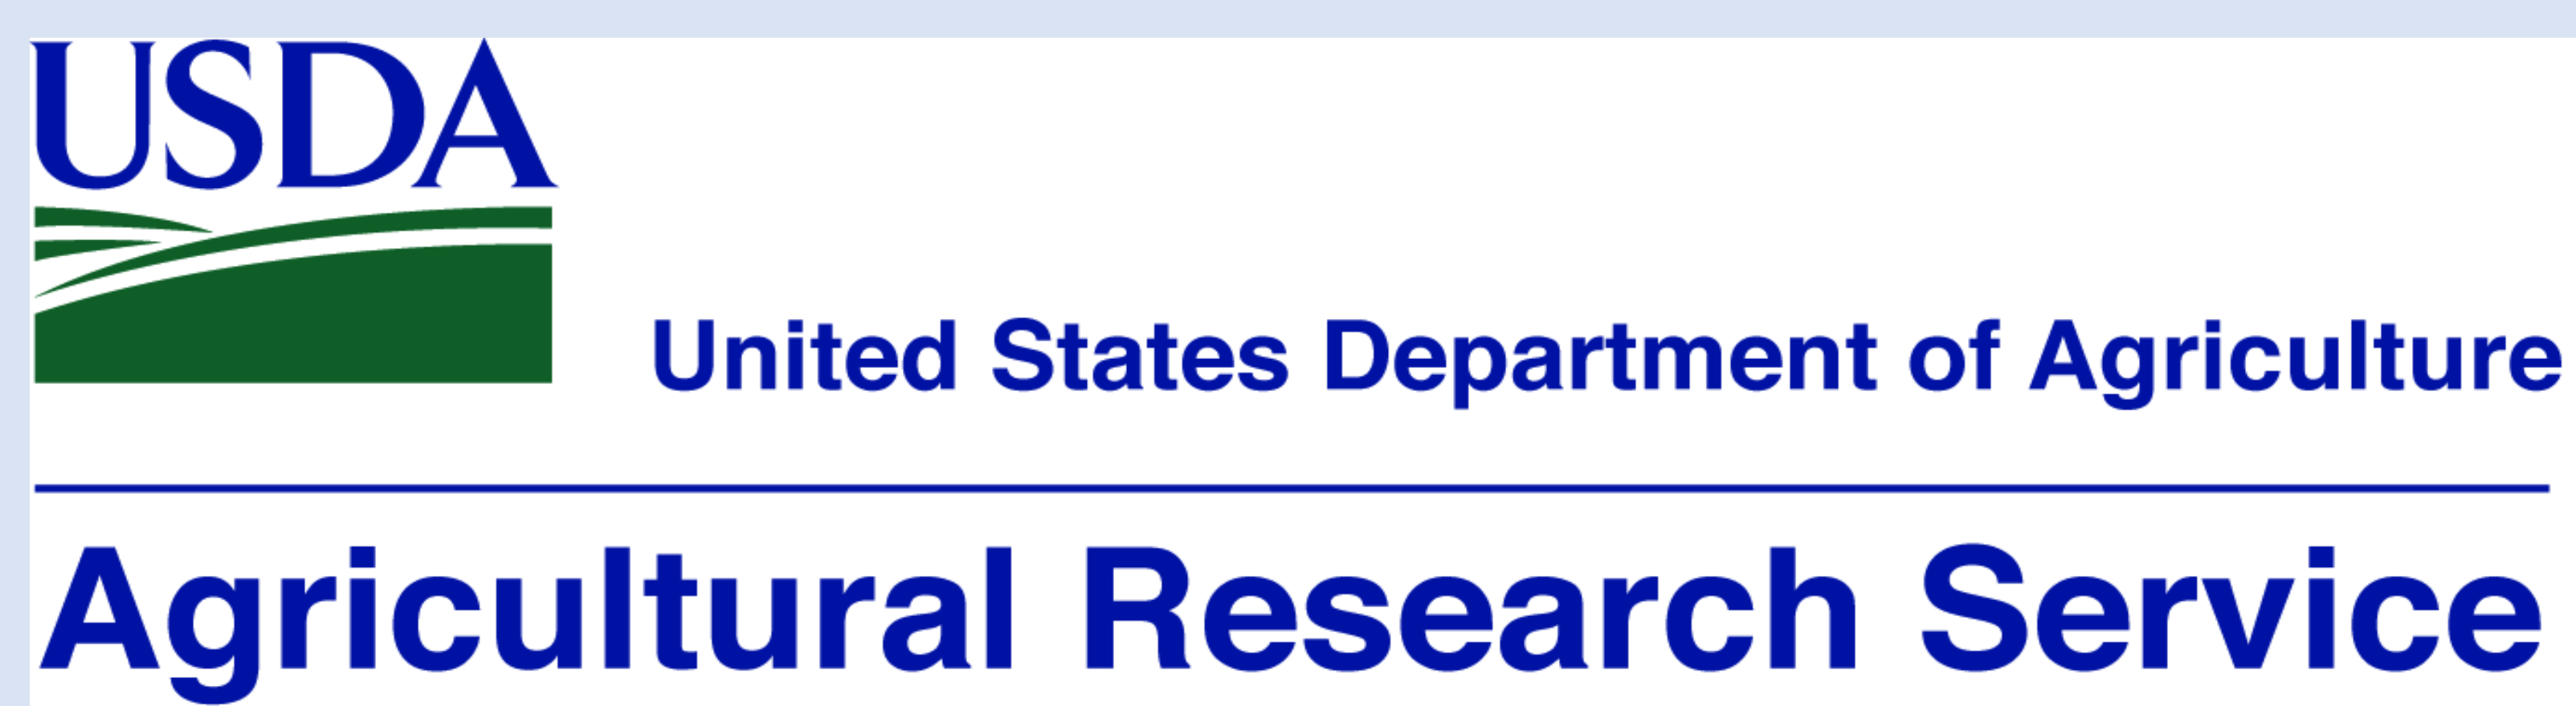 USDA
United States Department of Agriculture
Agricultural Research Service